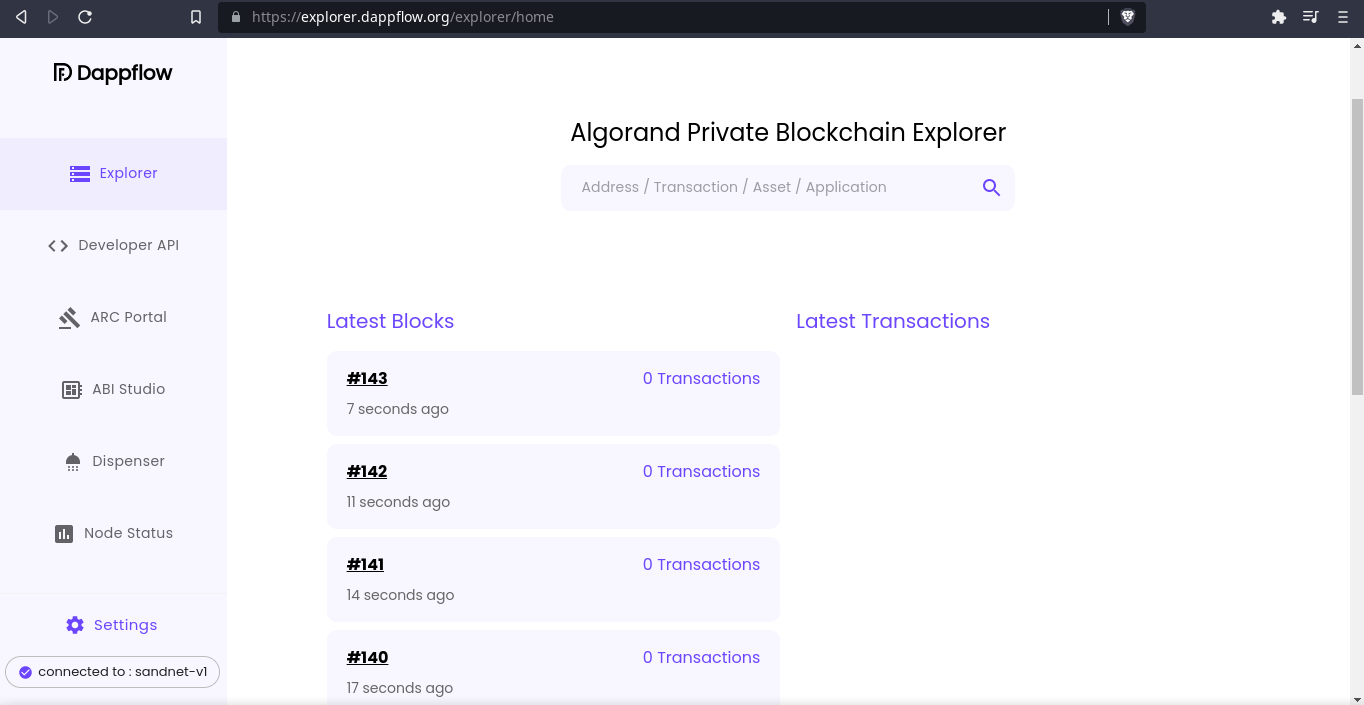 https://explorer.dappflow.org/explorer/home
Dappflow
Explorer
Developer API
ARC Portal
ABI Studio
Dispenser
Node Status
Settings
connected to : sandnet-v1
Algorand Private Blockchain Explorer
Address / Transaction / Asset / Application
Latest Blocks
#143 0 Transactions
7 seconds ago
#142 0 Transactions
11 seconds ago
#141 0 Transactions
14 seconds ago
#140 0 Transactions
17 seconds ago
Latest Transactions